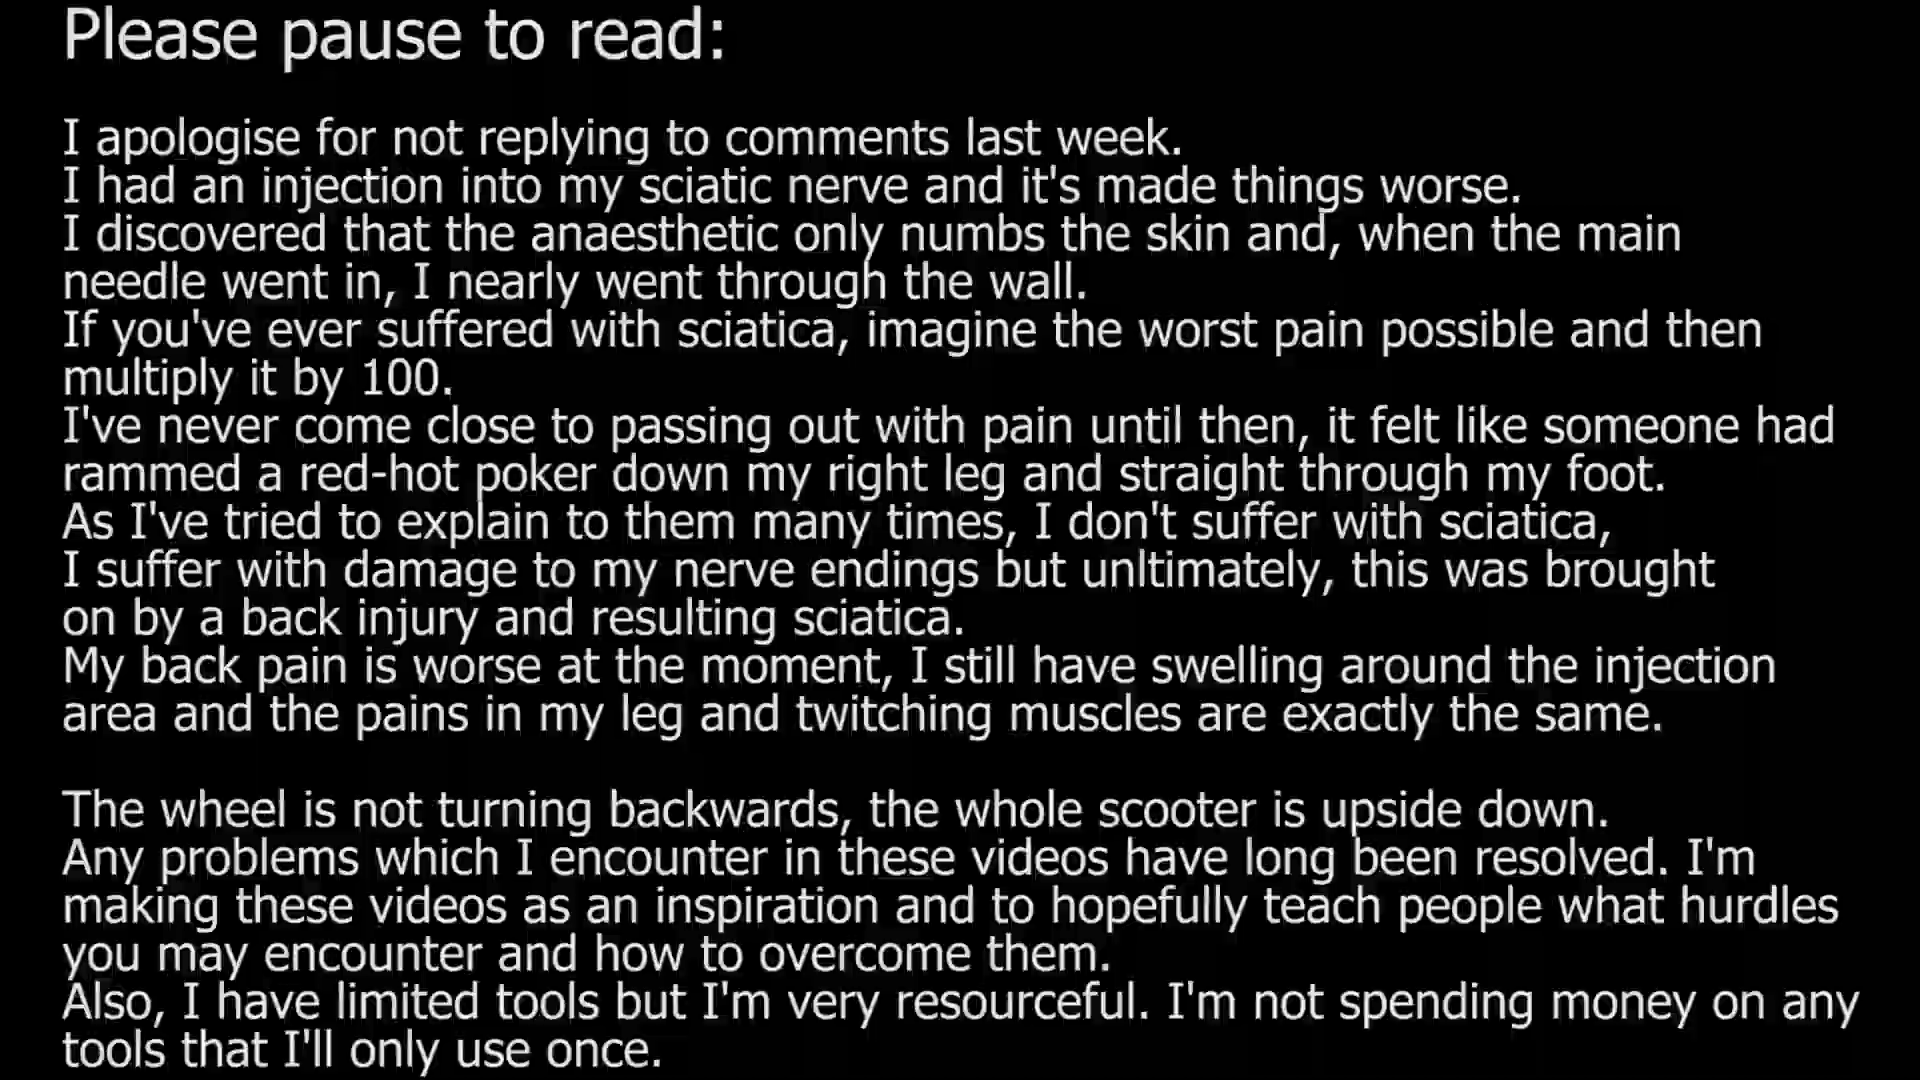 Please pause to read:
I apologise for not replying to comments last week.
I had an injection into my sciatic nerve and it's made things worse.
I discovered that the anaesthetic only numbs the skin and, when the main
needle went in, I nearly went through the wall.
If you've ever suffered with sciatica, imagine the worst pain possible and then
multiply it by 100.
I've never come close to passing out with pain until then, it felt like someone had
rammed a red-hot poker down my right leg and straight through my foot.
As I've tried to explain to them many times, I don't suffer with sciatica,
I suffer with damage to my nerve endings but unltimately, this was brought
on by a back injury and resulting sciatica.
My back pain is worse at the moment, I still have swelling around the injection
area and the pains in my leg and twitching muscles are exactly the same.
The wheel is not turning backwards, the whole scooter is upside down.
Any problems which I encounter in these videos have long been resolved. I'm
making these videos as an inspiration and to hopefully teach people what hurdles
you may encounter and how to overcome them.
Also, I have limited tools but I'm very resourceful. I'm not spending money on any
tools that I'll only use once.